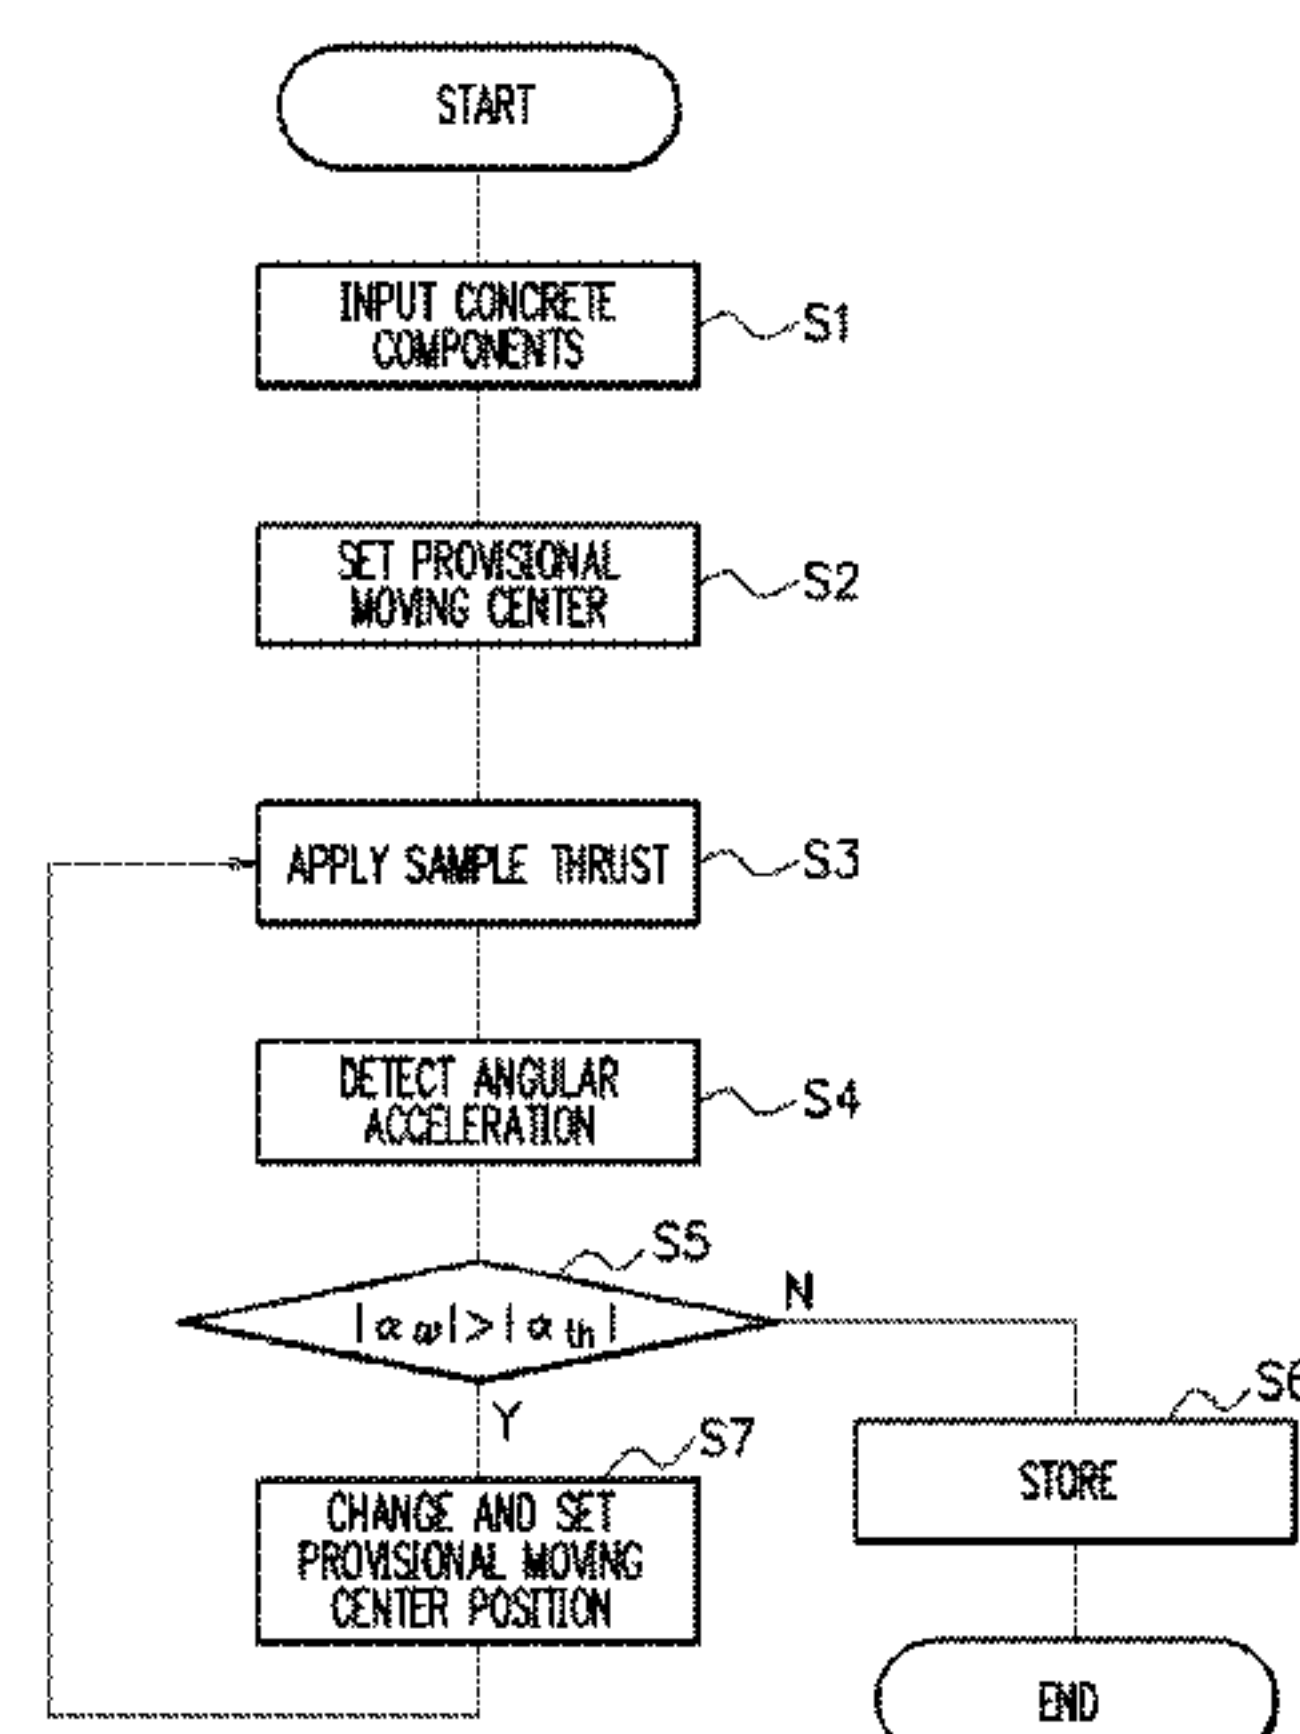 START
INPUT CONCRETE
COMPONENTS
S1
SET PROVISIONAL
MOVING CENTER
S2
APPLY SAMPLE THRUST
S3
DETECT ANGULAR
ACCELERATION
S4
S5
|α ω|>|α th|
N
Y
S6
STORE
S7
CHANGE AND SET
PROVISIONAL MOVING
CENTER POSITION
END